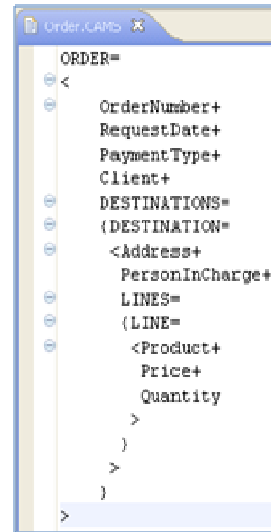 Order.CAMS
ORDER=
<
OrderNumber+
RequestDate+
PaymentType+
Client+
DESTINATIONS=
{DESTINATION=
<Address+
PersonInCharge+
LINES=
{LINE=
<Product+
Price+
Quantity
>
}
>
}
>